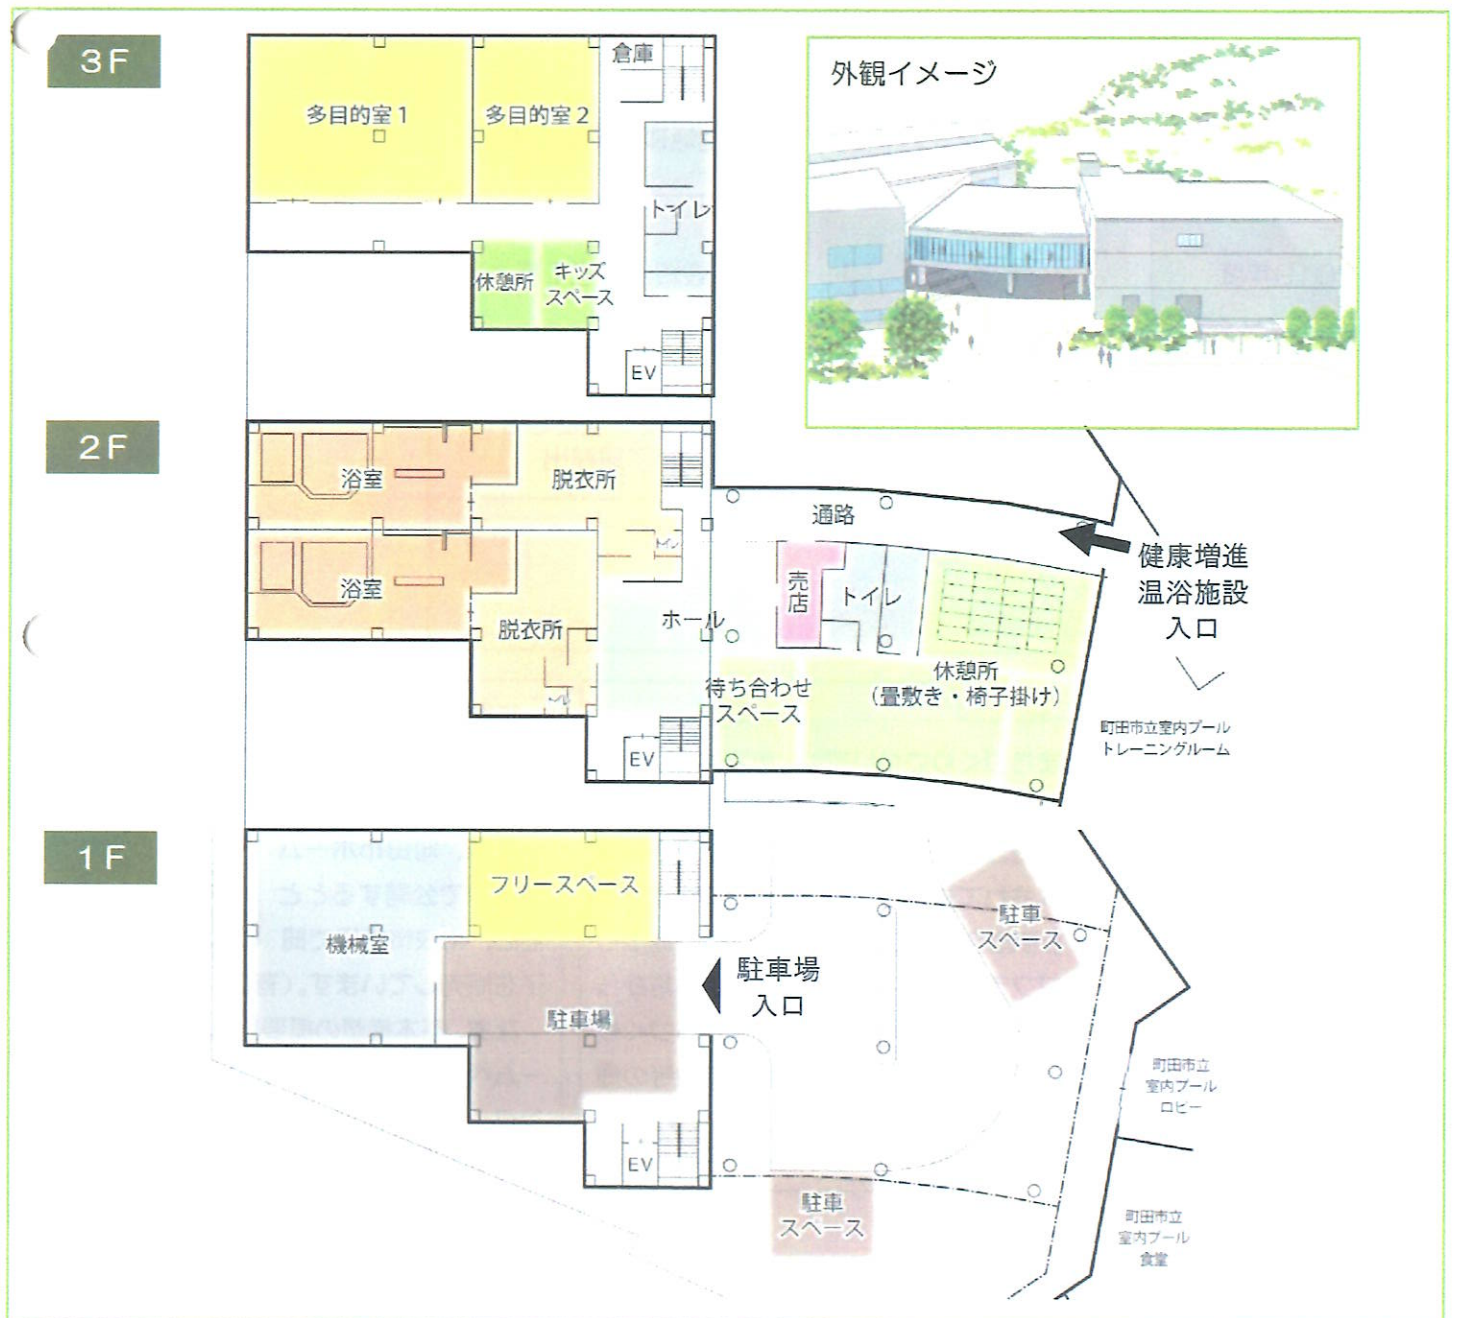 3F
倉庫
多目的室1
多目的室2
トイレ
休憩所
キッズ
スペース
EV
外観イメージ
2F
浴室
脱衣所
浴室
脱衣所
ホール
通路
売店
トイレ
待ち合わせ
スペース
休憩所
(畳敷き・椅子掛け)
EV
健康増進
温浴施設
入口
町田市立室内プール
トレーニングルーム
1F
機械室
フリースペース
駐車場
EV
駐車場
入口
駐車
スペース
駐車
スペース
町田市立
室内プール
ロビー
町田市立
室内プール
食堂